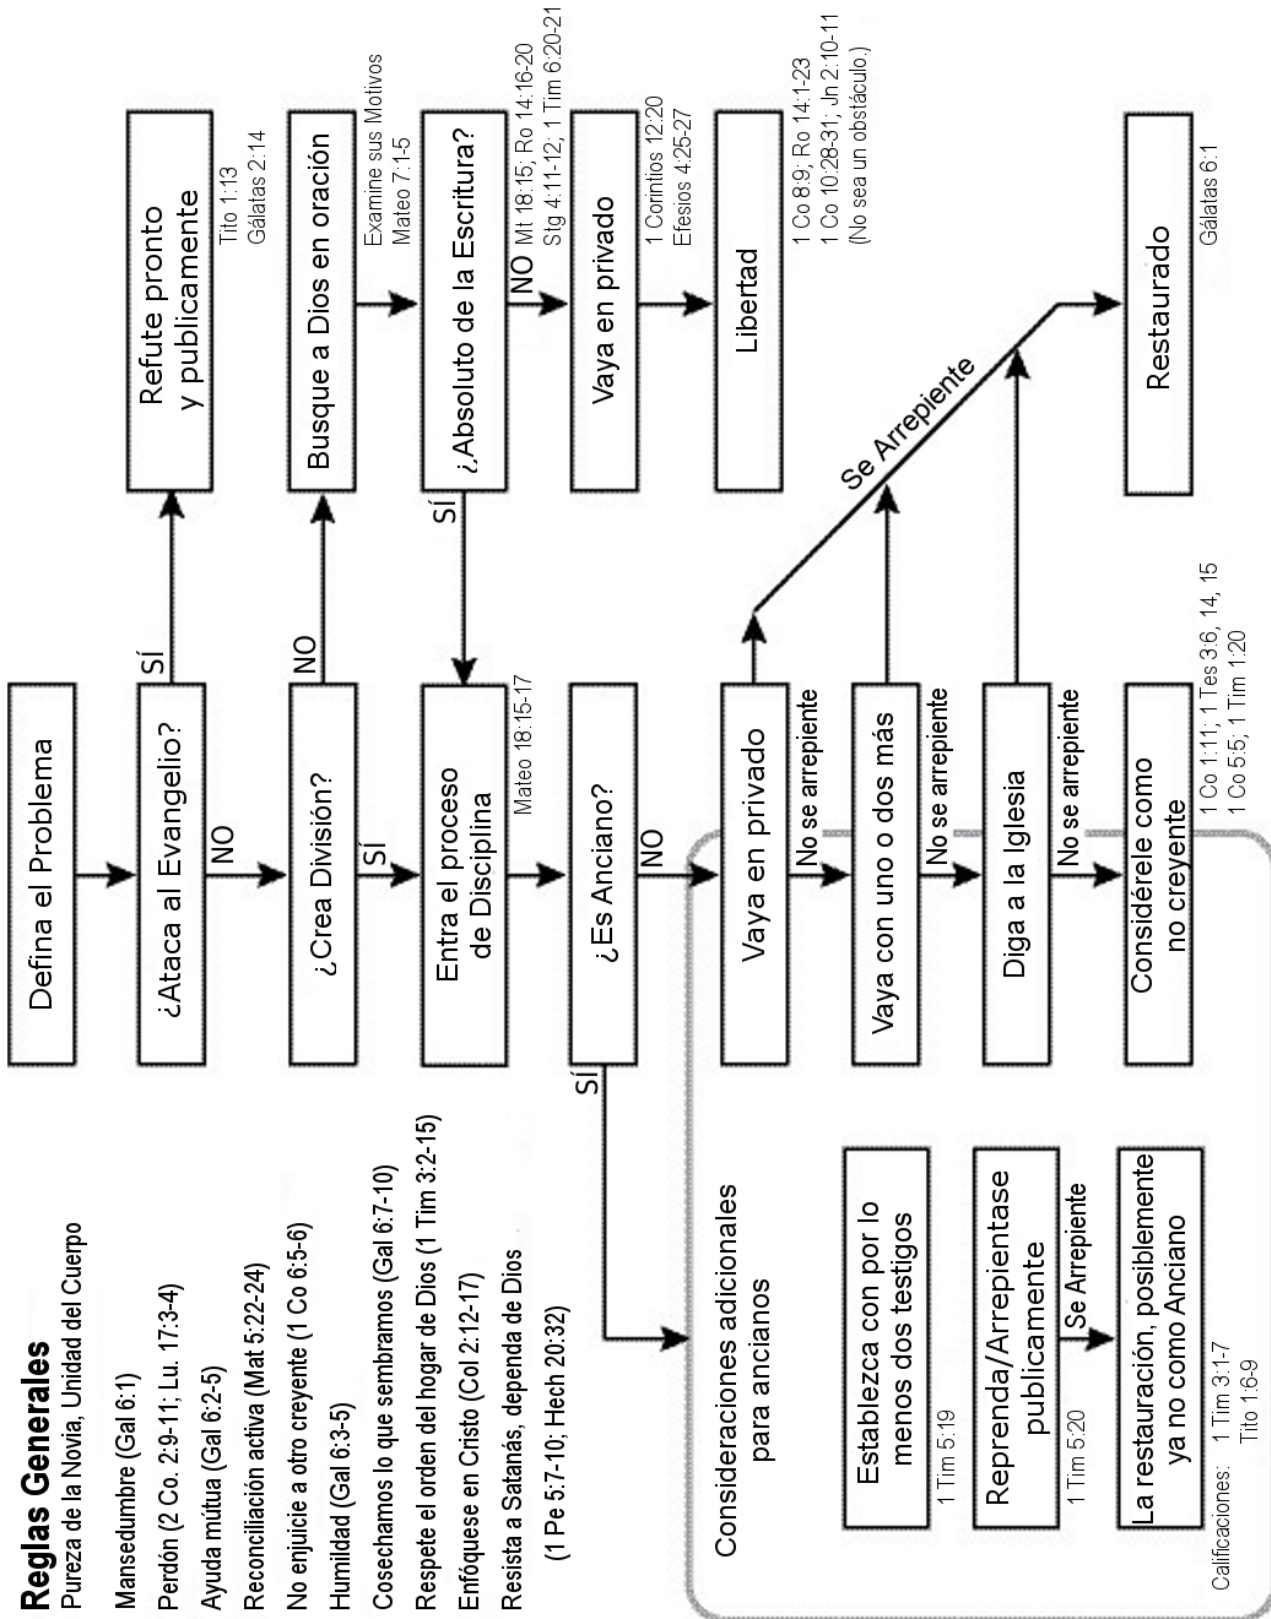 Reglas Generales
Pureza de la Novia, Unidad del Cuerpo
Mansedumbre (Gal 6:1)
Perdón (2 Co. 2:9-11; Lu. 17:3-4)
Ayuda mútua (Gal 6:2-5)
Reconciliación activa (Mat 5:22-24)
No enjuicie a otro creyente (1 Co 6:5-6)
Humildad (Gal 6:3-5)
Cosechamos lo que sembramos (Gal 6:7-10)
Respete el orden del hogar de Dios (1 Tim 3:2-15)
Enfóquese en Cristo (Col 2:12-17)
Resista a Satanás, dependa de Dios
(1 Pe 5:7-10; Hech 20:32)
Defina el Problema
¿Ataca al Evangelio?
SÍ
Refute pronto
y publicamente
Tito 1:13
Gálatas 2:14
NO
¿Crea División?
NO
Busque a Dios en oración
Examine sus Motivos
Mateo 7:1-5
SÍ
Entra el proceso
de Disciplina
Mateo 18:15-17
SÍ
¿Absoluto de la Escritura?
NO
Mt 18:15; Ro 14:16-20
Stg 4:11-12; 1 Tim 6:20-21
Vaya en privado
1 Corintios 12:20
Efesios 4:25-27
Libertad
1 Co 8:9; Ro 14:1-23
1 Co 10:28-31; Jn 2:10-11
(No sea un obstáculo.)
¿Es Anciano?
SÍ
NO
Vaya en privado
No se arrepiente
Vaya con uno o dos más
No se arrepiente
Diga a la Iglesia
No se arrepiente
Considérele como
no creyente
1 Co 1:11; 1 Tes 3:6, 14, 15
1 Co 5:5; 1 Tim 1:20
Se Arrepiente
Restaurado
Gálatas 6:1
Consideraciones adicionales
para ancianos
Establezca con por lo
menos dos testigos
1 Tim 5:19
Reprenda/Arrepientase
publicamente
1 Tim 5:20
Se Arrepiente
La restauración, posiblemente
ya no como Anciano
Calificaciones: 1 Tim 3:1-7
Tito 1:6-9